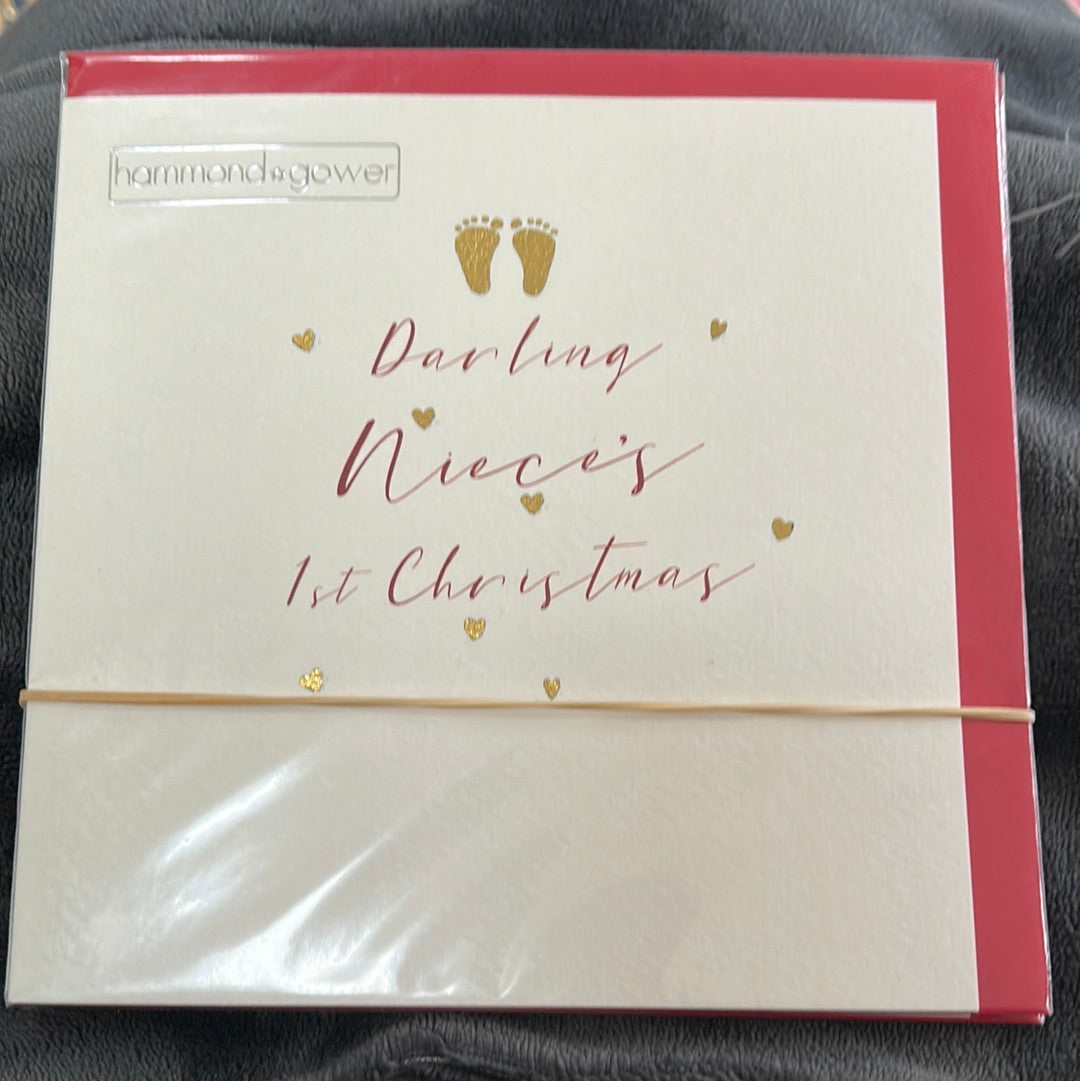 hammond gower
Darling
Niece's
1st Christmas